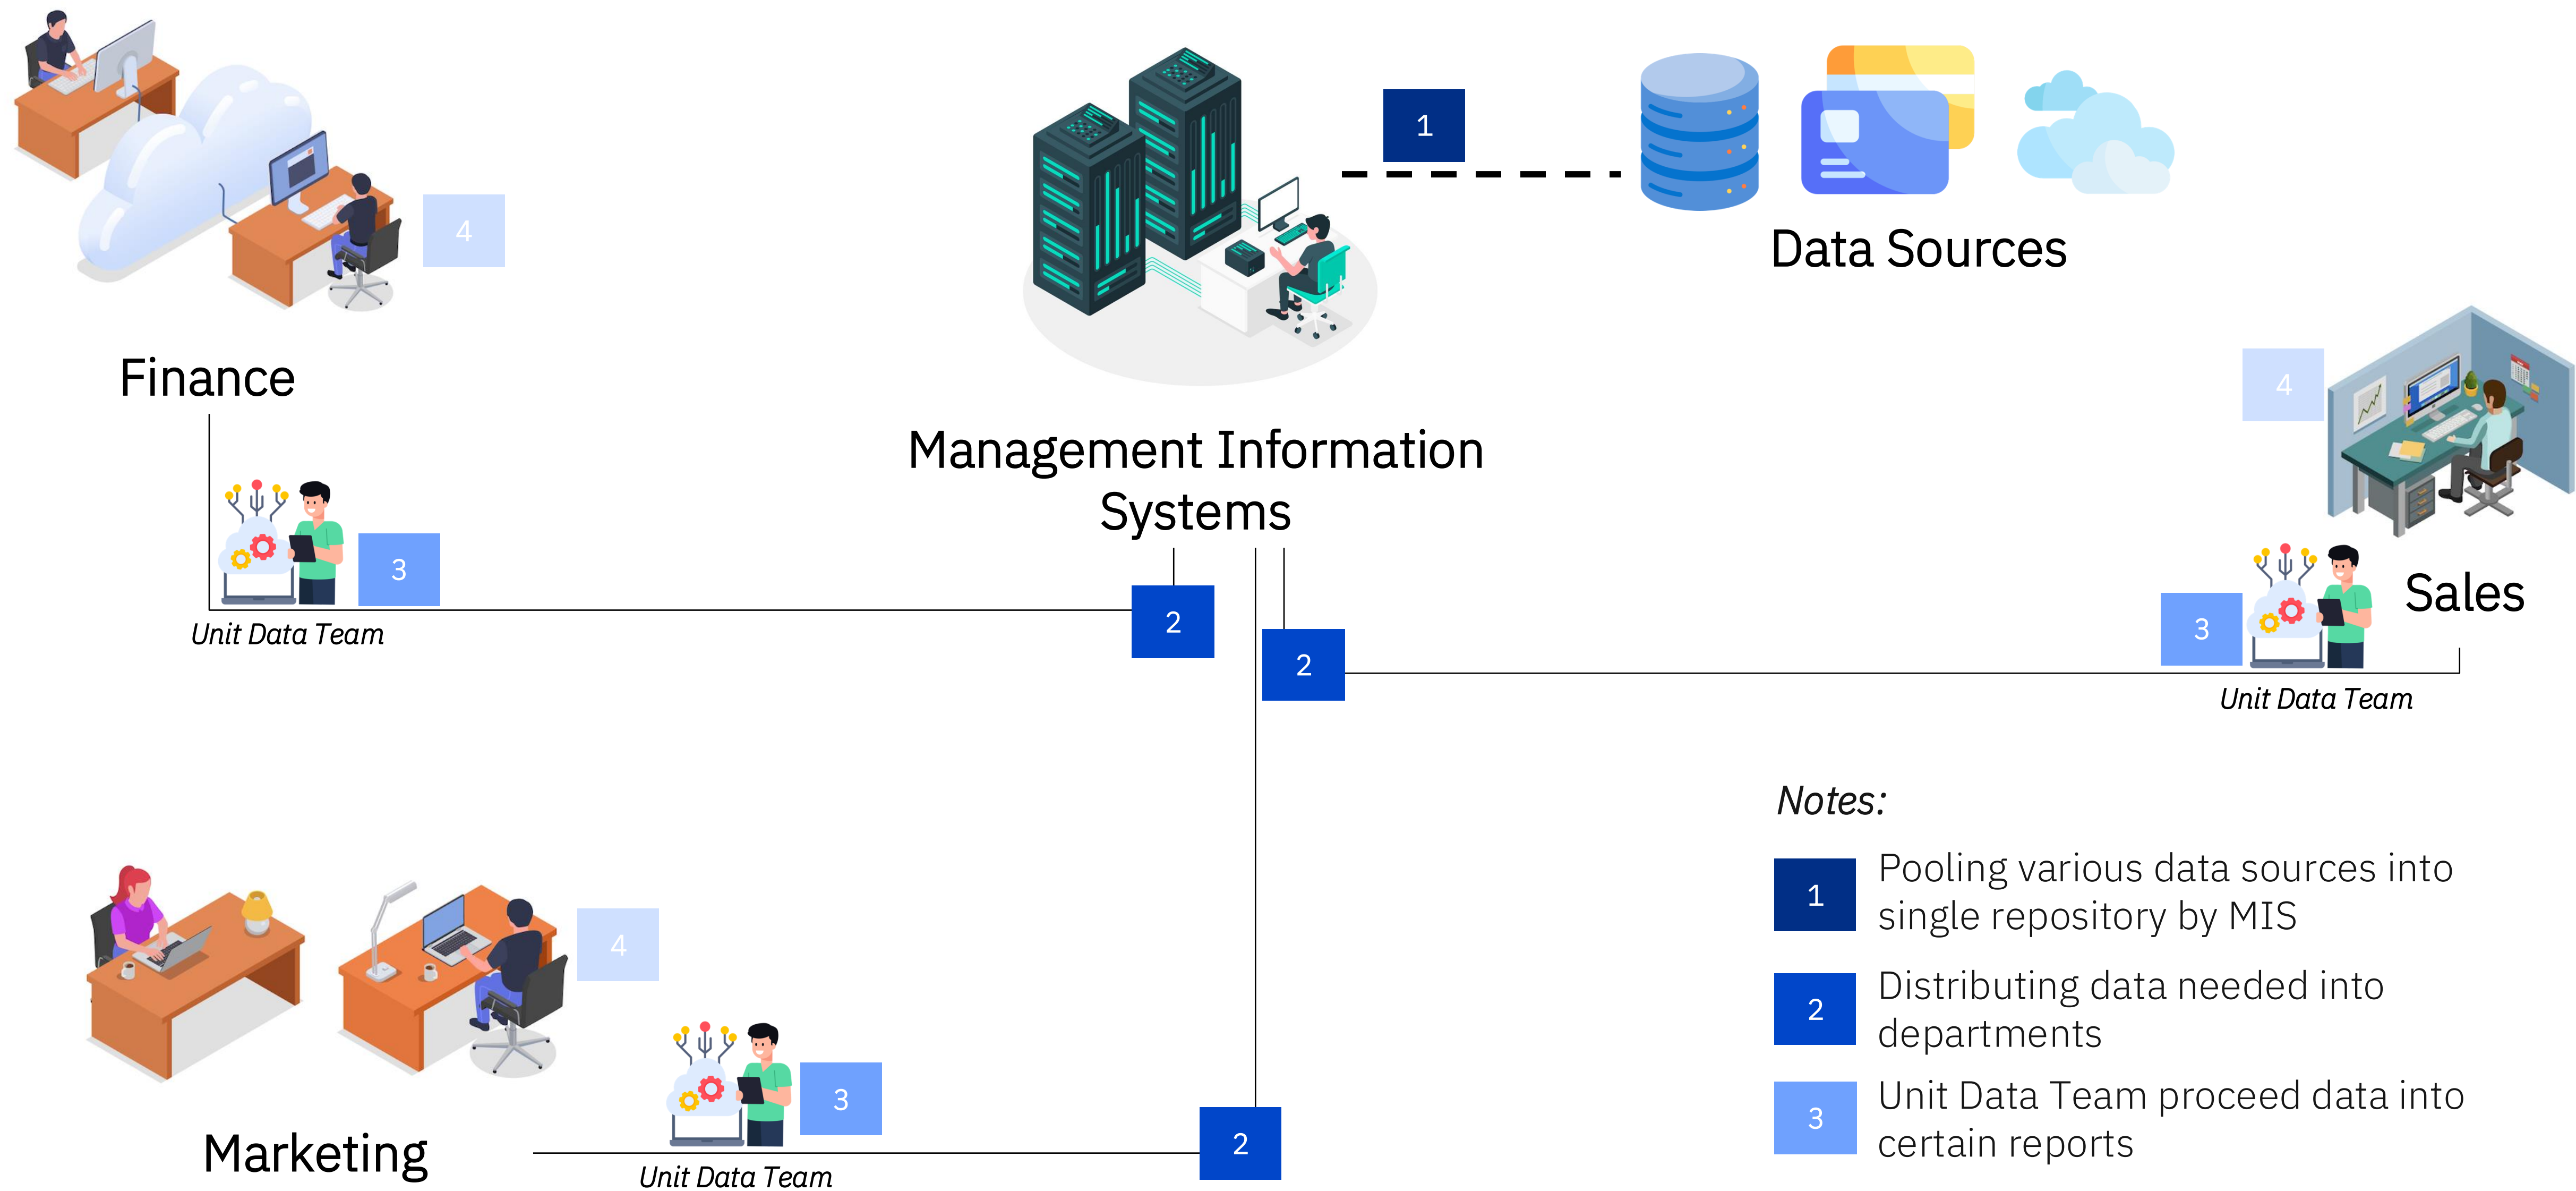 1
Data Sources
4
Finance
4
Management Information
Systems
3
Unit Data Team
2
2
3
Sales
Unit Data Team
4
3
Marketing
Unit Data Team
2
Notes:
1
Pooling various data sources into
single repository by MIS
2
Distributing data needed into
departments
3
Unit Data Team proceed data into
certain reports